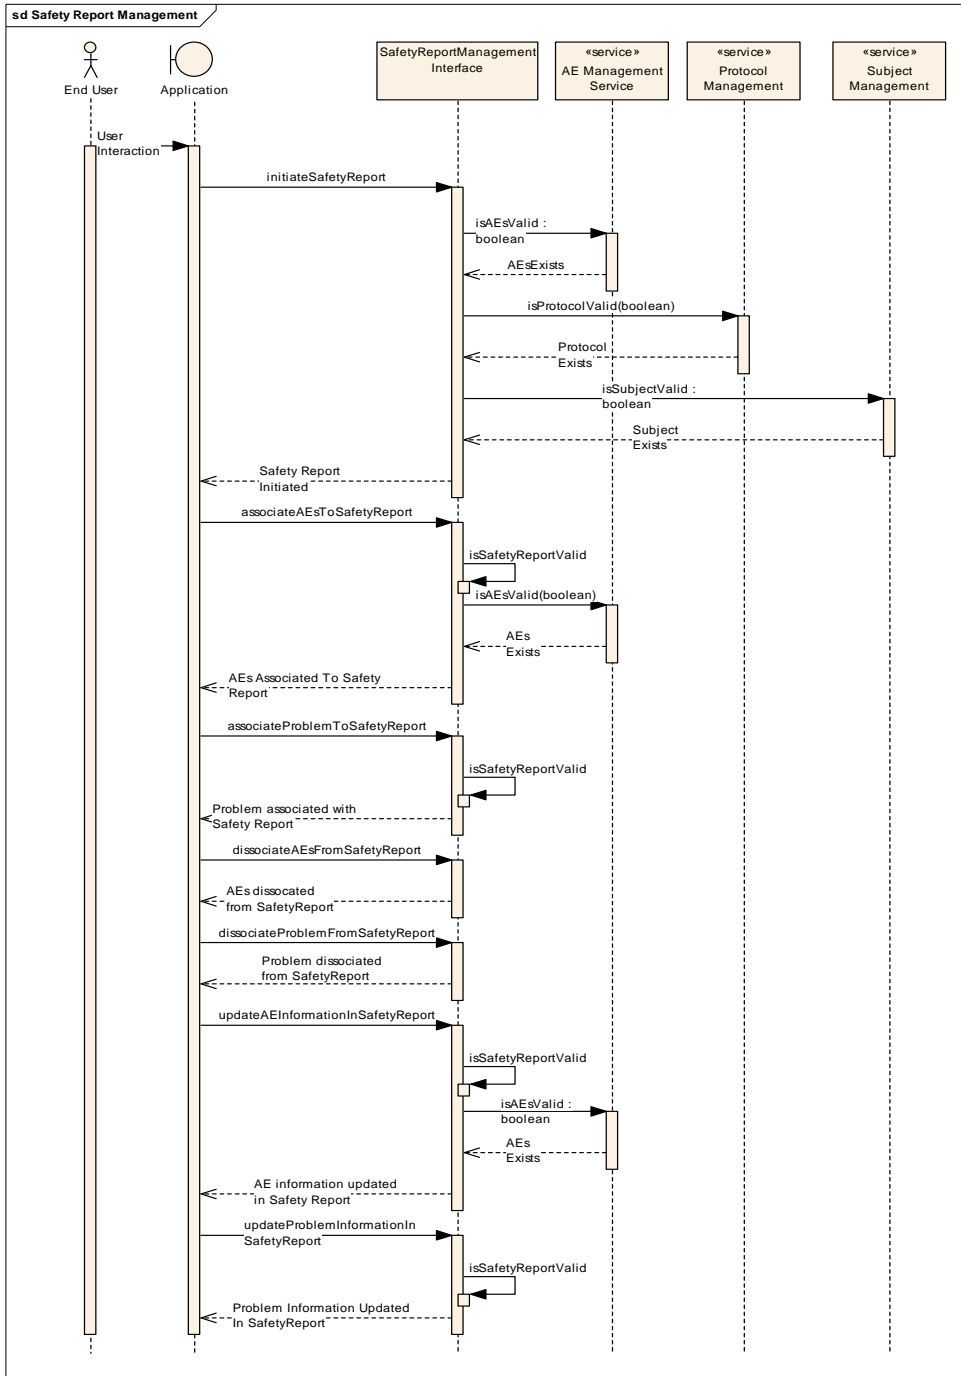 sd Safety Report Management
End User
Application
SafetyReportManagement
Interface
«service»
AE Management
Service
«service»
Protocol
Management
«service»
Subject
Management
User
Interaction
initiateSafetyReport
isAEsValid :
boolean
AEsExists
isProtocolValid(boolean)
Protocol
Exists
isSubjectValid :
boolean
Subject
Exists
Safety Report
Initiated
associateAEsToSafetyReport
isSafetyReportValid
isAEsValid(boolean)
AEs
Exists
AEs Associated To Safety
Report
associateProblemToSafetyReport
isSafetyReportValid
Problem associated with
Safety Report
dissociateAEsFromSafetyReport
AEs dissocated
from SafetyReport
dissociateProblemFromSafetyReport
Problem dissociated
from SafetyReport
updateAEInformationInSafetyReport
isSafetyReportValid
isAEsValid :
boolean
AEs
Exists
AE information updated
in Safety Report
updateProblemInformationIn
SafetyReport
isSafetyReportValid
Problem Information Updated
In SafetyReport